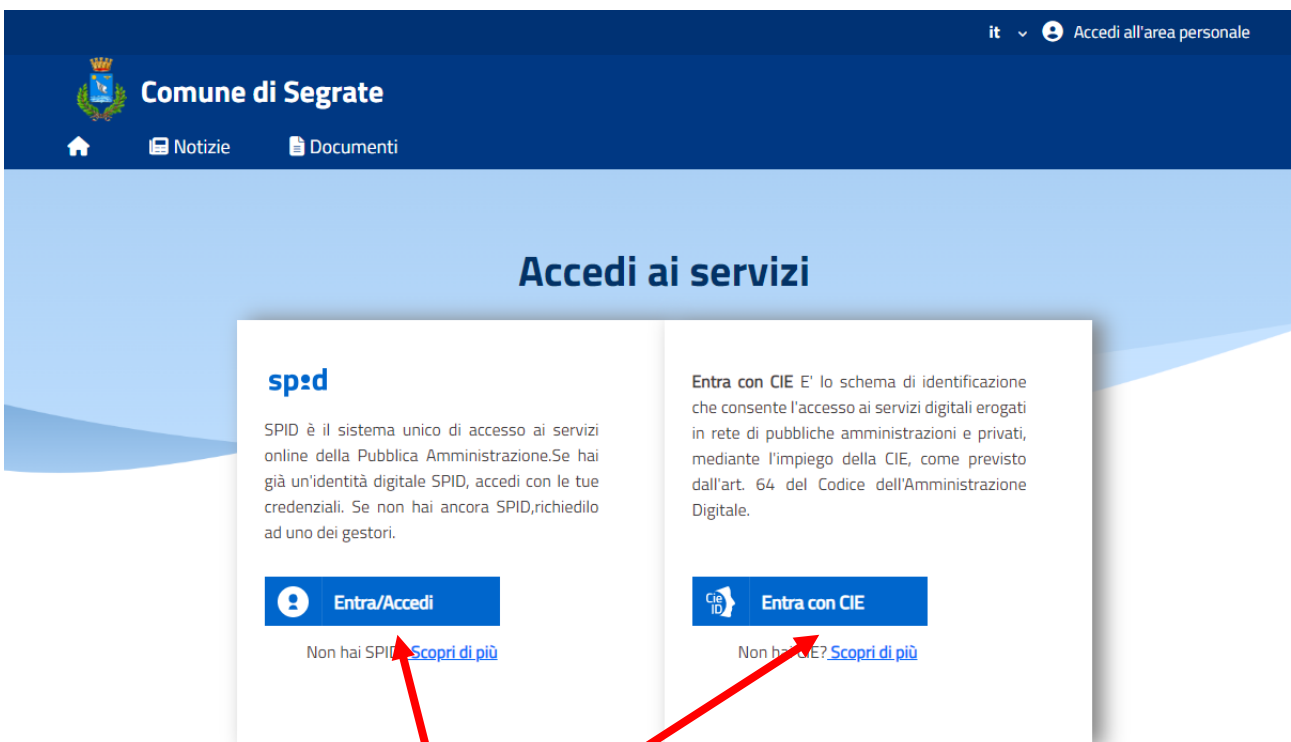 it Accedi all'area personale
Comune di Segrate
Notizie Documenti
Accedi ai servizi
spid
SPID è il sistema unico di accesso ai servizi
online della Pubblica Amministrazione.Se hai
già un'identità digitale SPID, accedi con le tue
credenziali. Se non hai ancora SPID,richiedilo
ad uno dei gestori.
Entra/Accedi
Non hai SPID Scopri di più
Entra con CIE E' lo schema di identificazione
che consente l'accesso ai servizi digitali erogati
in rete di pubbliche amministrazioni e privati,
mediante l'impiego della CIE, come previsto
dall'art. 64 del Codice dell'Amministrazione
Digitale.
Cie ID Entra con CIE
Non hai CIE? Scopri di più